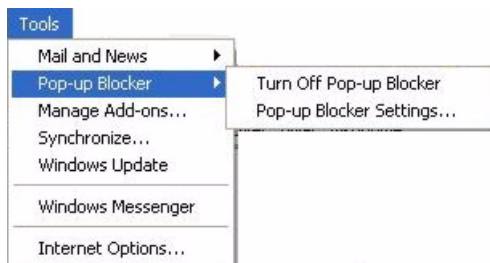 Tools
Mail and News
Pop-up Blocker
Turn Off Pop-up Blocker
Manage Add-ons...
Pop-up Blocker Settings...
Synchronize...
Windows Update
Windows Messenger
Internet Options...